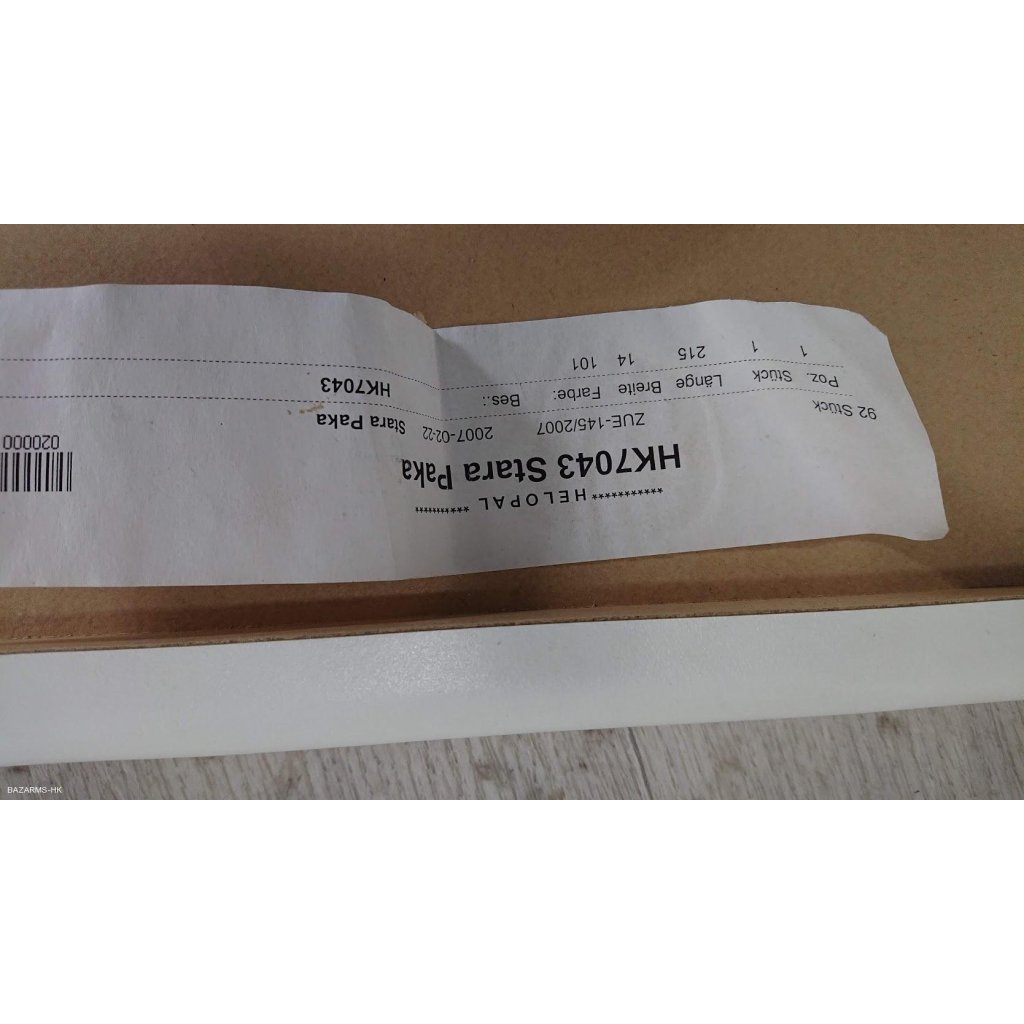 *********** HELOPAL ***********
HK7043 Stara Paka
ZUE-145/2007 2007-02-22 Stara Paka
92 Stück HK7043
Poz. Stück Länge Breite Farbe: Bes.:
1 1 215 14 101
020000
BAZARMS-HK